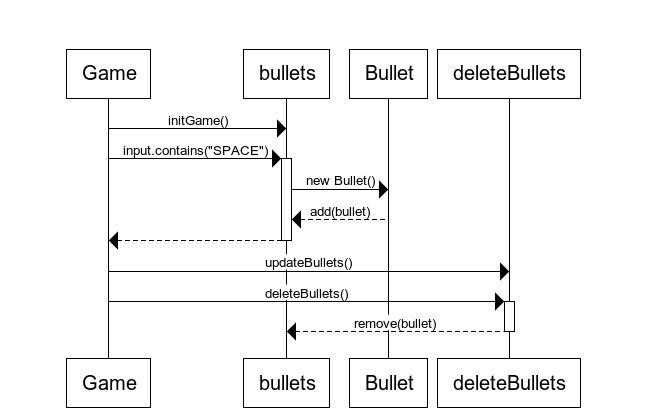 Game bullets Bullet deleteBullets
initGame()
input.contains("SPACE")
new Bullet()
add(bullet)
updateBullets()
deleteBullets()
remove(bullet)
Game bullets Bullet deleteBullets